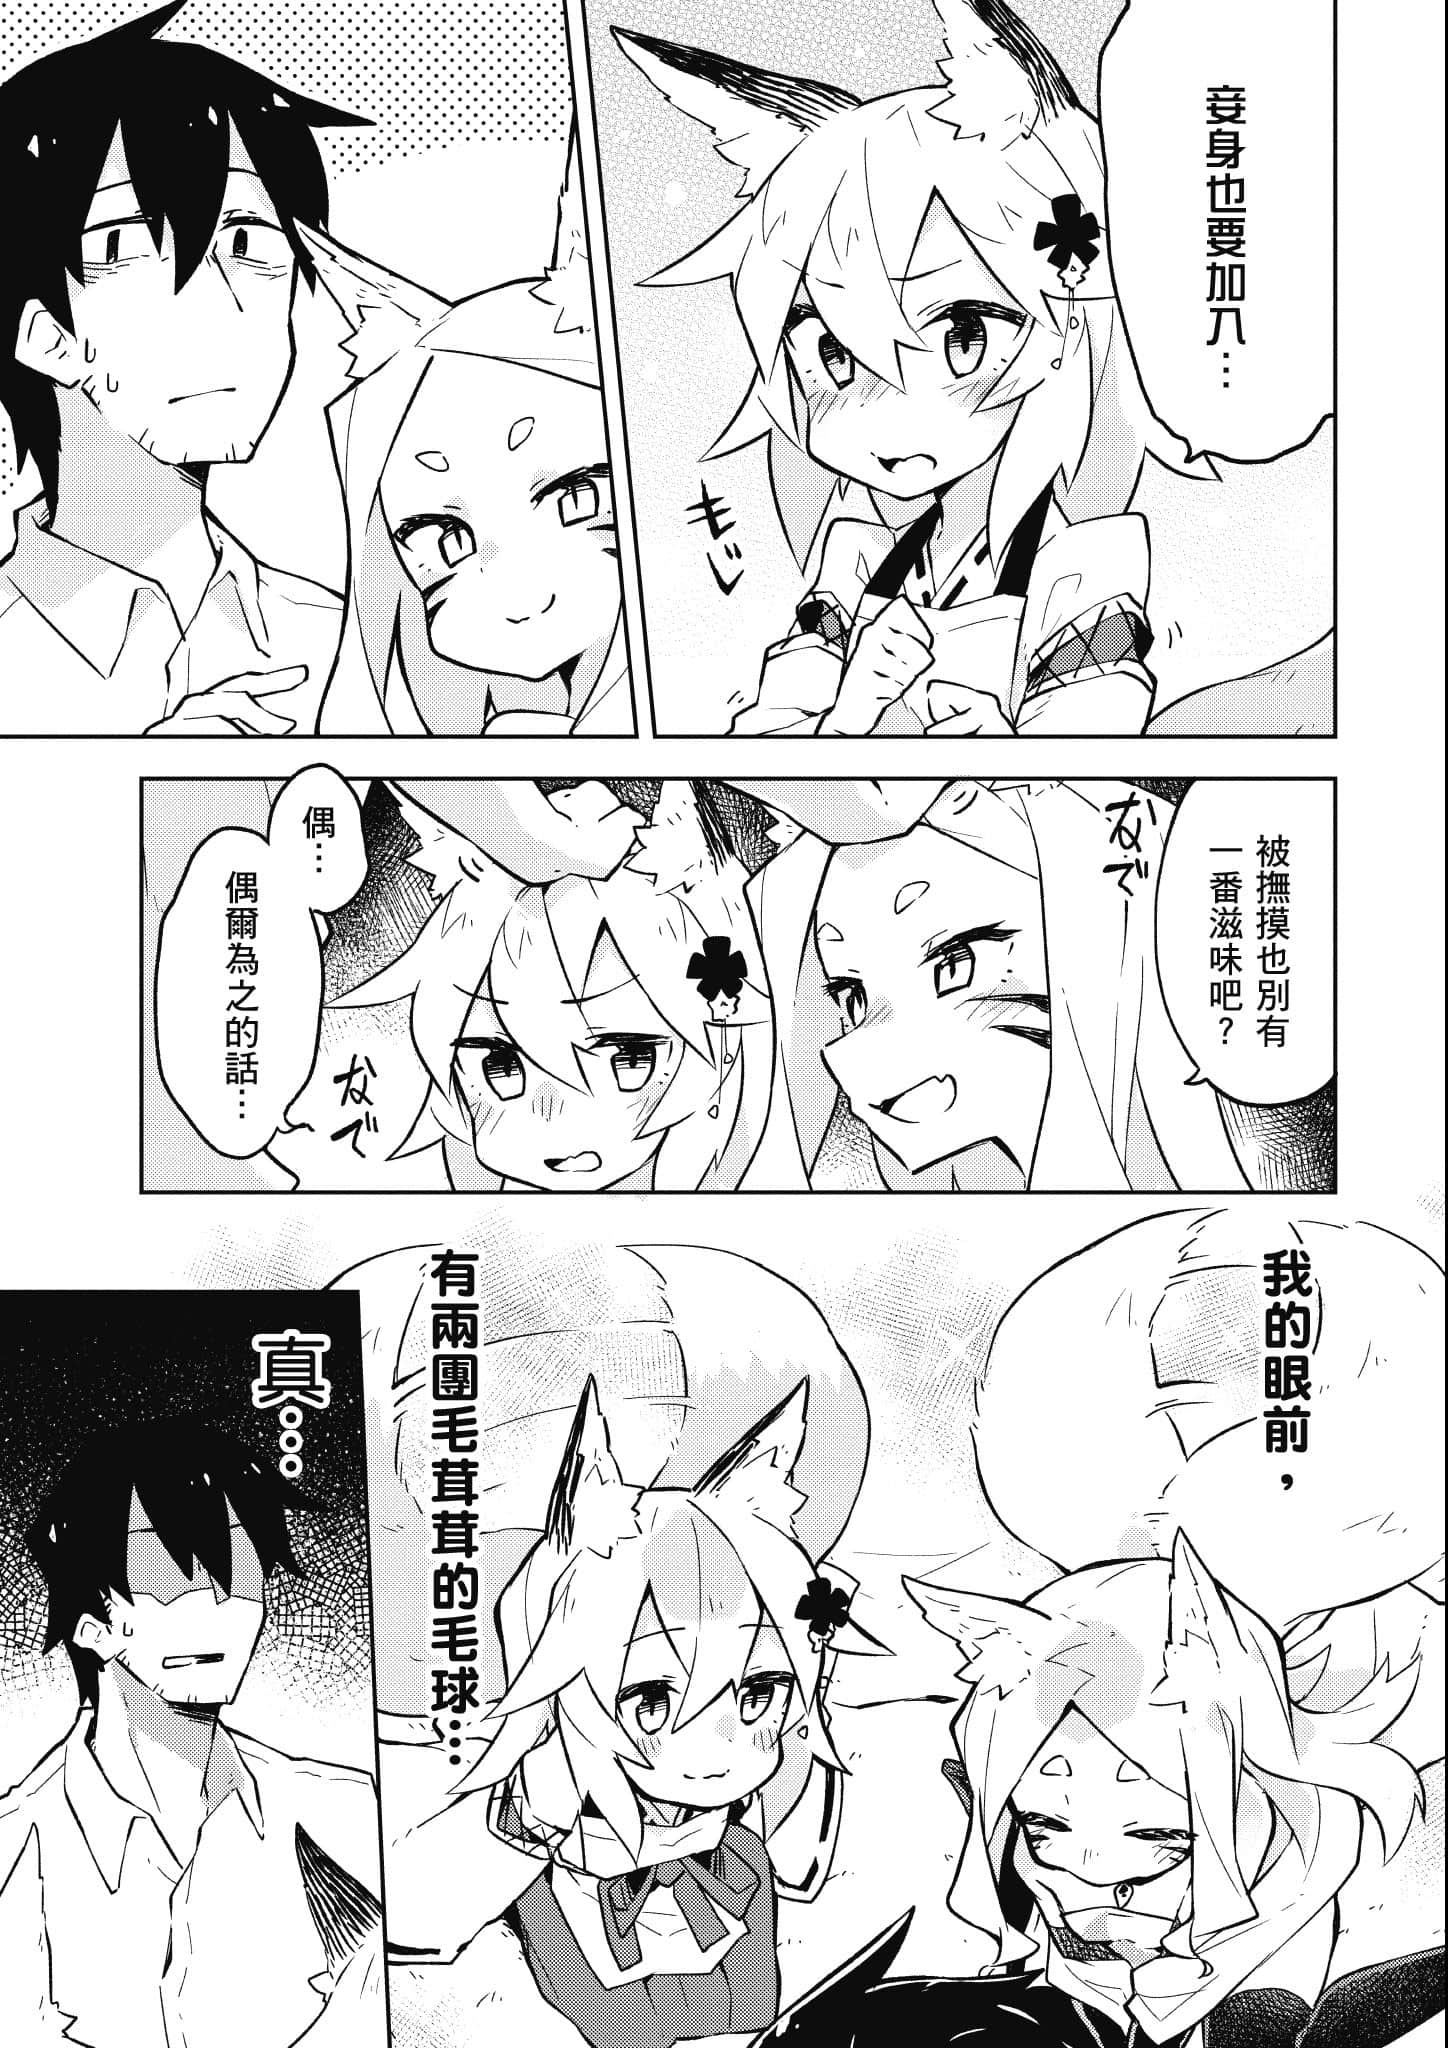 妾身也要加入…
もじ
被撫摸也別有
一番滋味吧？
なで
偶…
偶爾為之的話…
なで
我的眼前，
有兩團毛茸茸的毛球…
真…